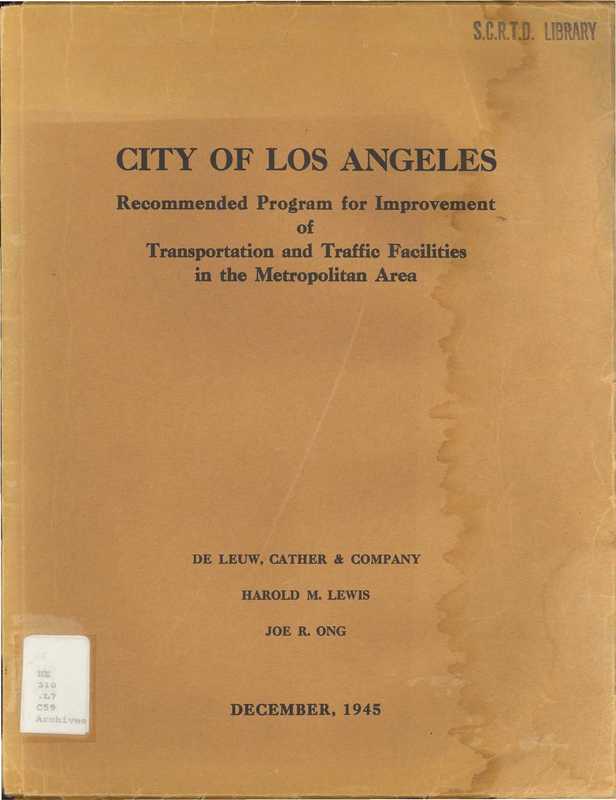 S.C.R.T.D. LIBRARY
CITY OF LOS ANGELES
Recommended Program for Improvement
of
Transportation and Traffic Facilities
in the Metropolitan Area
DE LEUW, CATHER & COMPANY
HAROLD M. LEWIS
JOE R. ONG
HE
310
.L7
C59
Archives
DECEMBER, 1945